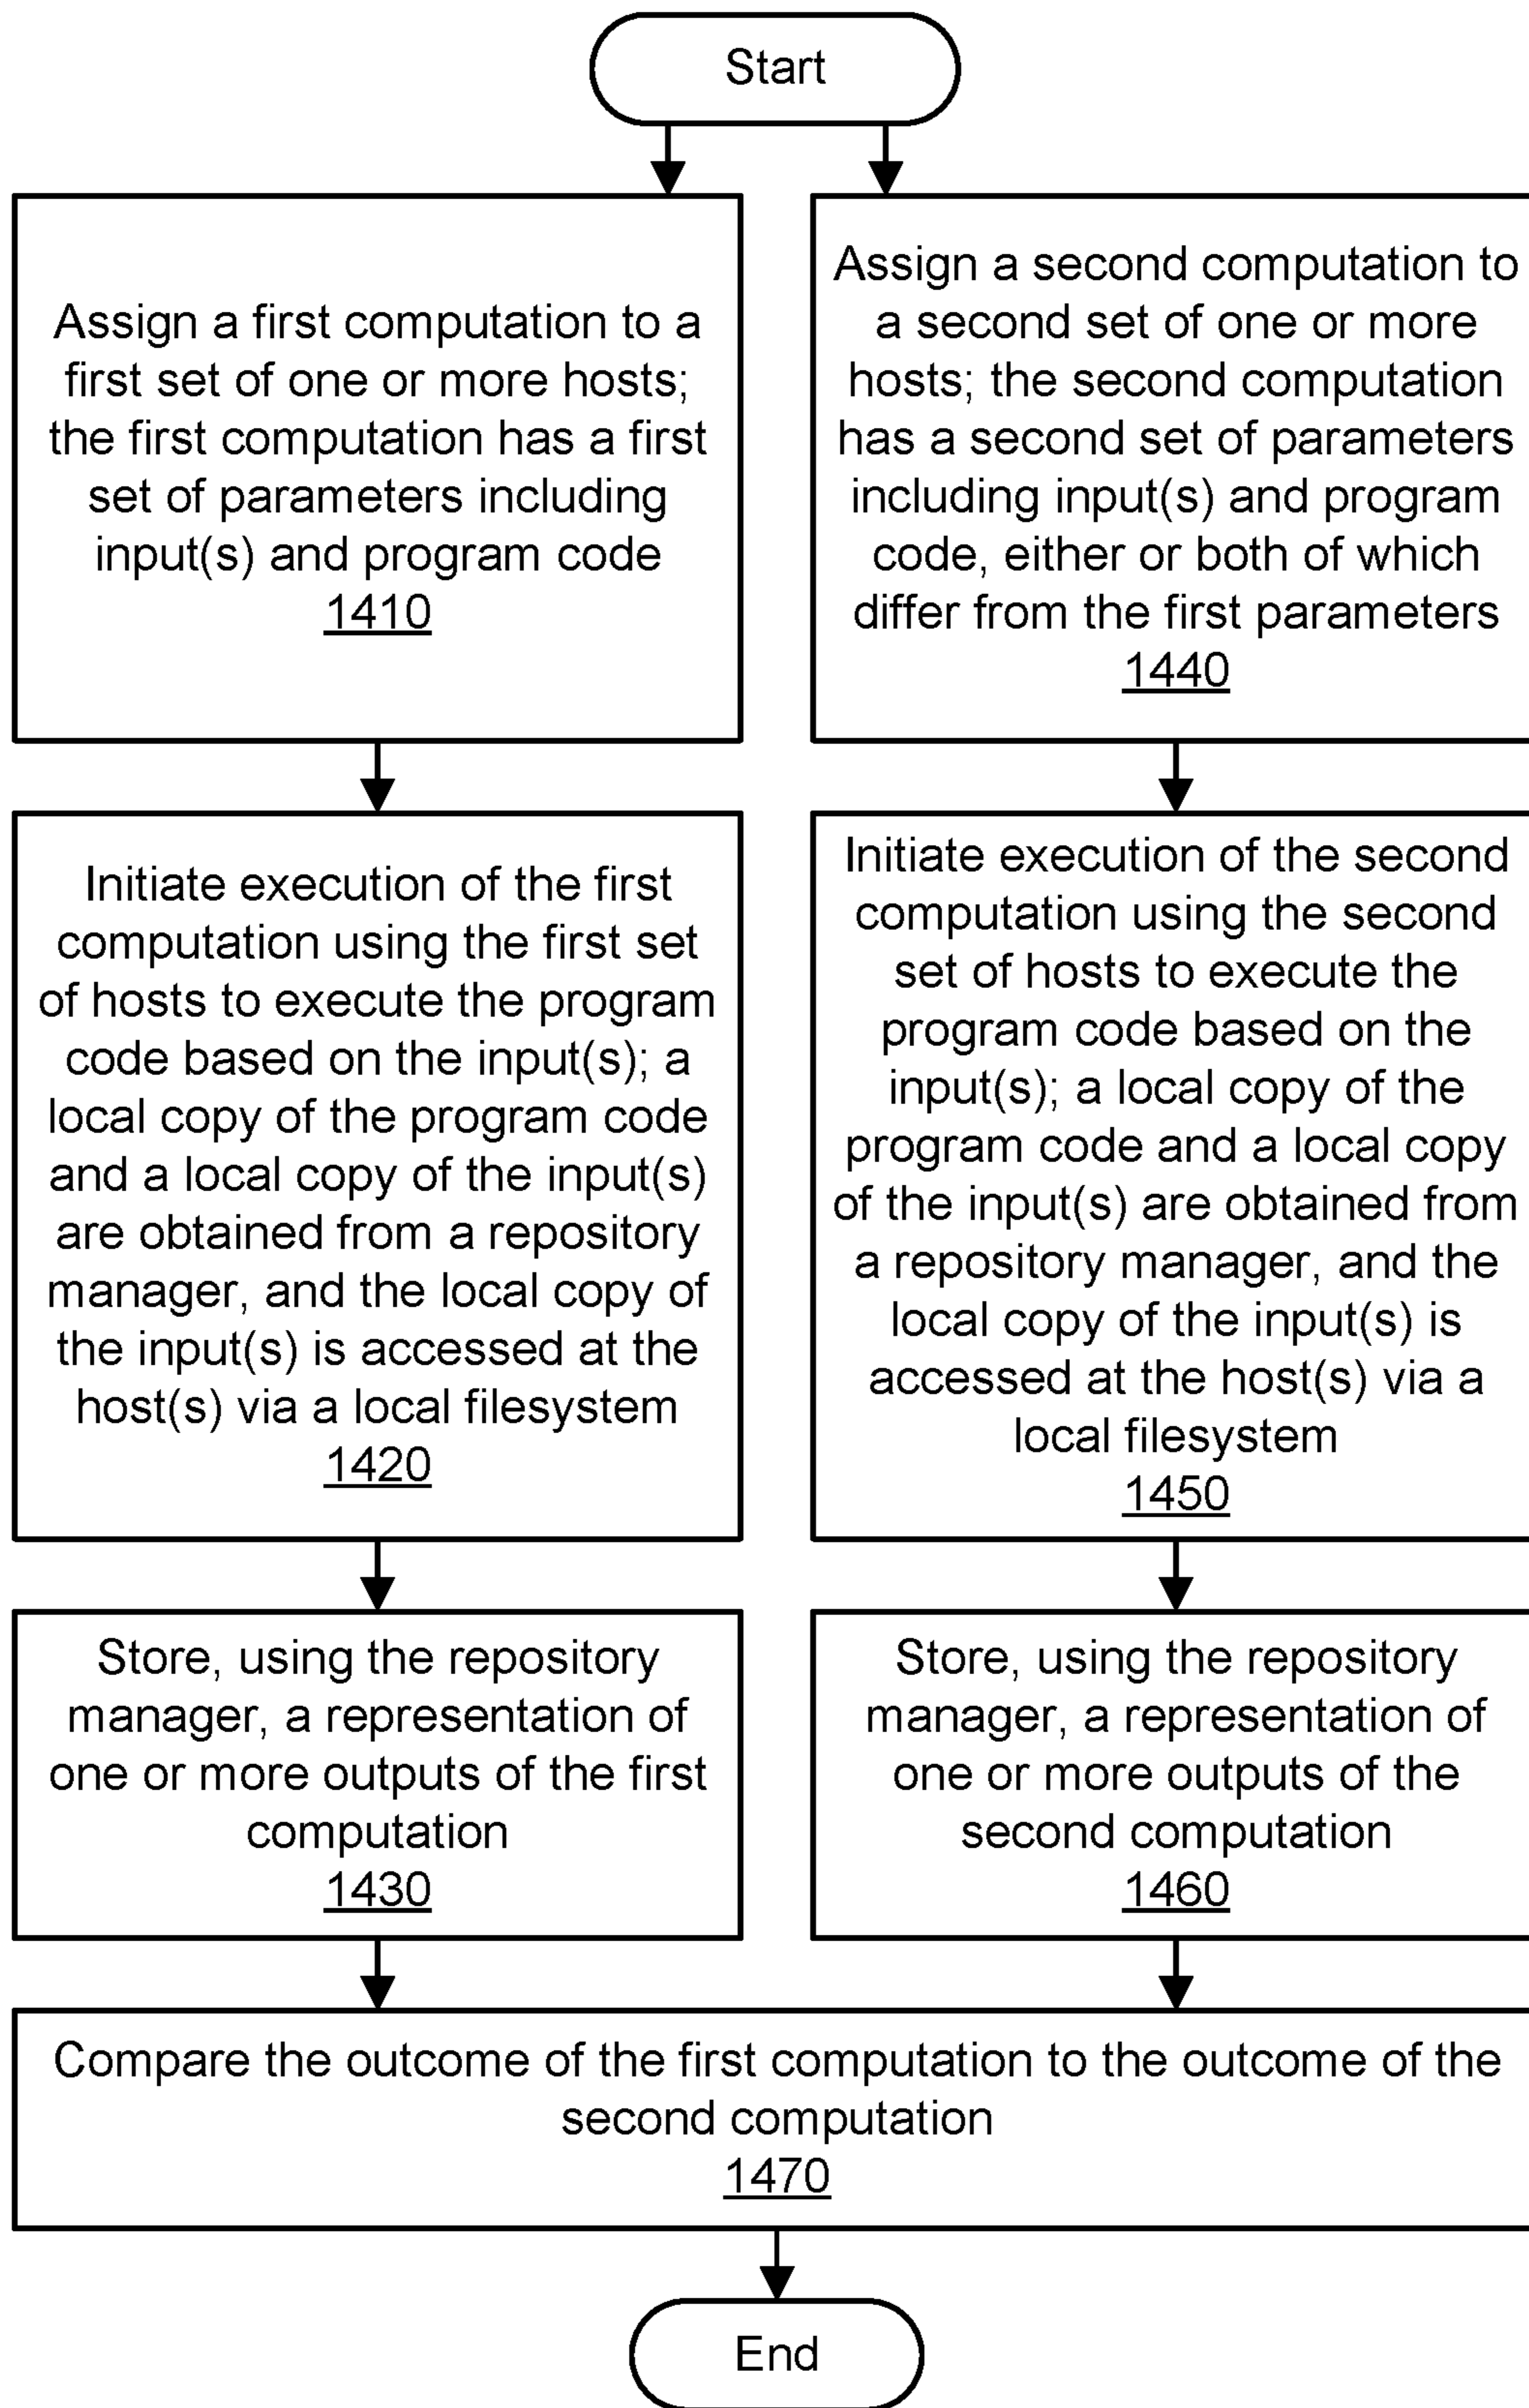 Start
Assign a first computation to a
first set of one or more hosts;
the first computation has a first
set of parameters including
input(s) and program code
1410
Assign a second computation to
a second set of one or more
hosts; the second computation
has a second set of parameters
including input(s) and program
code, either or both of which
differ from the first parameters
1440
Initiate execution of the first
computation using the first set
of hosts to execute the program
code based on the input(s); a
local copy of the program code
and a local copy of the input(s)
are obtained from a repository
manager, and the local copy of
the input(s) is accessed at the
host(s) via a local filesystem
1420
Initiate execution of the second
computation using the second
set of hosts to execute the
program code based on the
input(s); a local copy of the
program code and a local copy
of the input(s) are obtained from
a repository manager, and the
local copy of the input(s) is
accessed at the host(s) via a
local filesystem
1450
Store, using the repository
manager, a representation of
one or more outputs of the first
computation
1430
Store, using the repository
manager, a representation of
one or more outputs of the
second computation
1460
Compare the outcome of the first computation to the outcome of the
second computation
1470
End